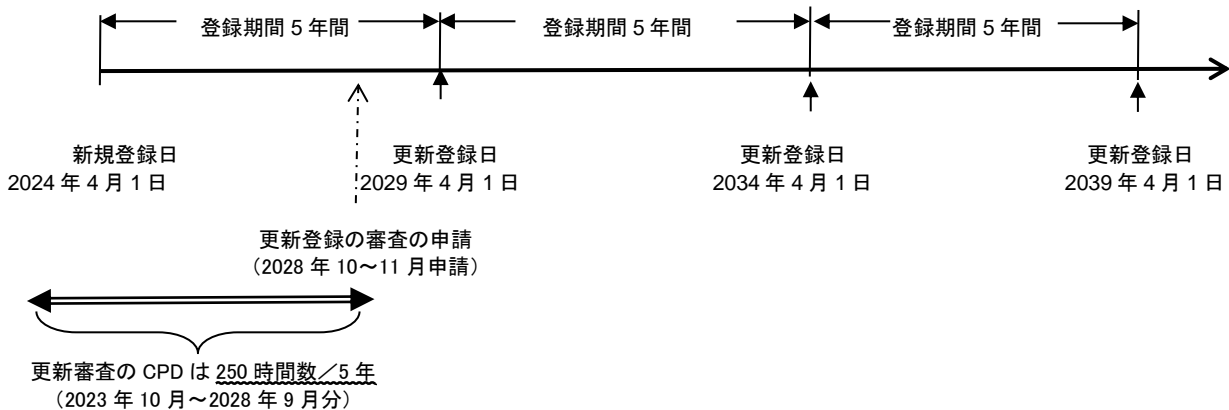 登録期間 5 年間
登録期間 5 年間
登録期間 5 年間
新規登録日
2024 年 4 月 1 日
更新登録日
2029 年 4 月 1 日
更新登録日
2034 年 4 月 1 日
更新登録日
2039 年 4 月 1 日
更新登録の審査の申請
（2028 年 10～11 月申請）
更新審査の CPD は 250 時間数／5 年
（2023 年 10 月～2028 年 9 月分）